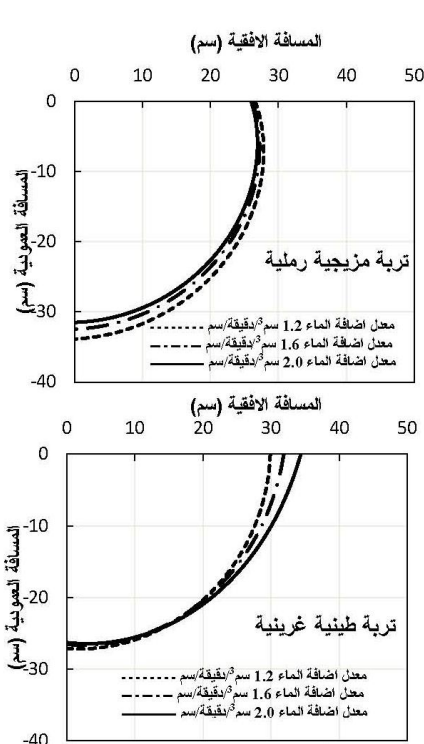 المسافة الافقية (سم)
0 10 20 30 40 50
0
-10
-20
-30
-40
المسافة العمودية (سم)
تربة مزيجية رملية
معدل اضافة الماء 1.2 سم³/دقيقة/سم
معدل اضافة الماء 1.6 سم³/دقيقة/سم
معدل اضافة الماء 2.0 سم³/دقيقة/سم
المسافة الافقية (سم)
0 10 20 30 40 50
0
-10
-20
-30
-40
المسافة العمودية (سم)
تربة طينية غرينية
معدل اضافة الماء 1.2 سم³/دقيقة/سم
معدل اضافة الماء 1.6 سم³/دقيقة/سم
معدل اضافة الماء 2.0 سم³/دقيقة/سم